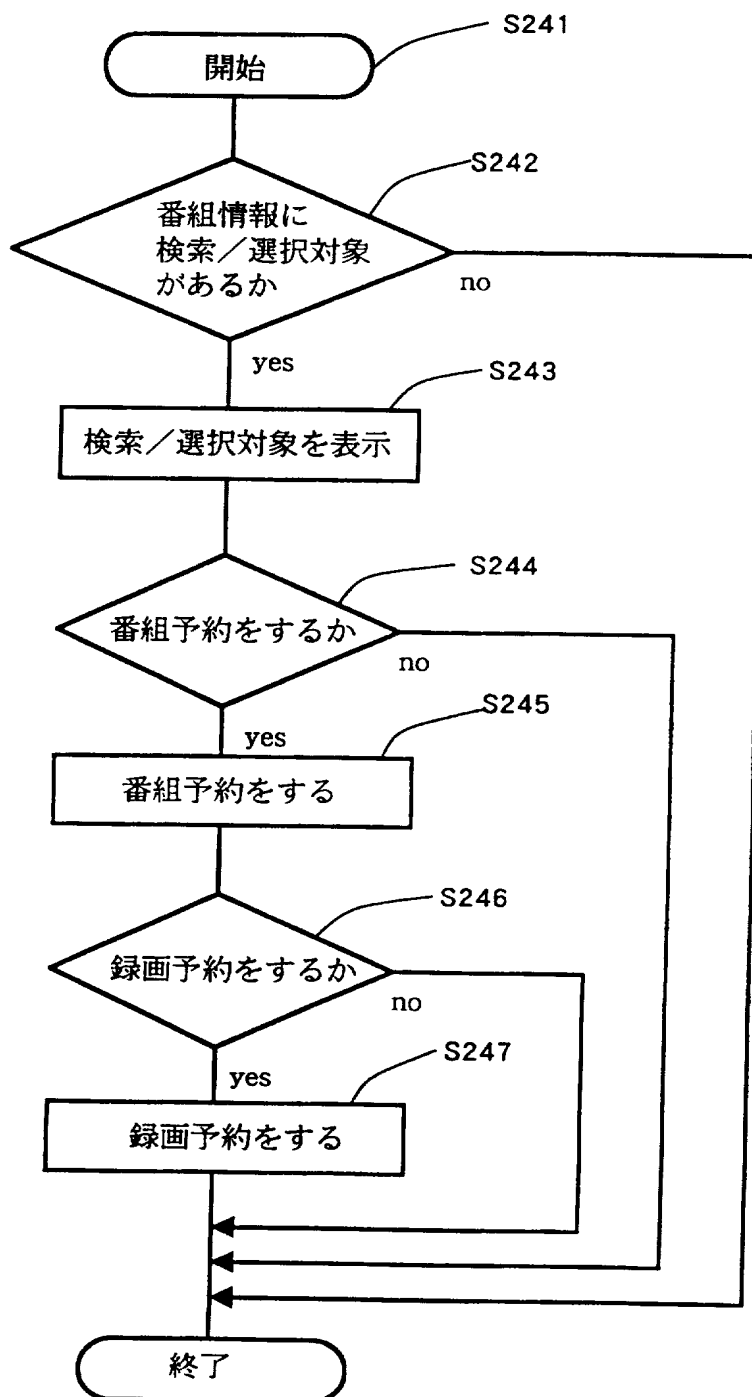 S241
開始
S242
番組情報に
検索／選択対象
があるか
no
yes
S243
検索／選択対象を表示
S244
番組予約をするか
no
yes
S245
番組予約をする
S246
録画予約をするか
no
yes
S247
録画予約をする
終了